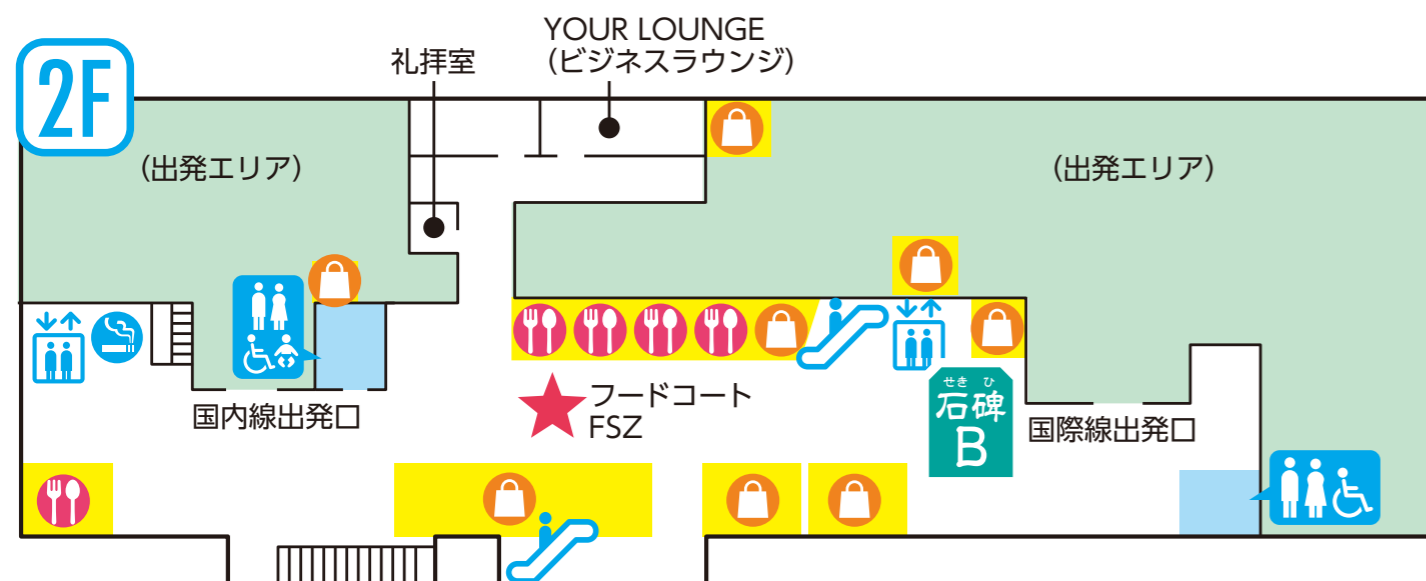 2F
礼拝室
YOUR LOUNGE
（ビジネスラウンジ）
（出発エリア）
（出発エリア）
国内線出発口
フードコート
FSZ
せき ひ
石碑
B
国際線出発口